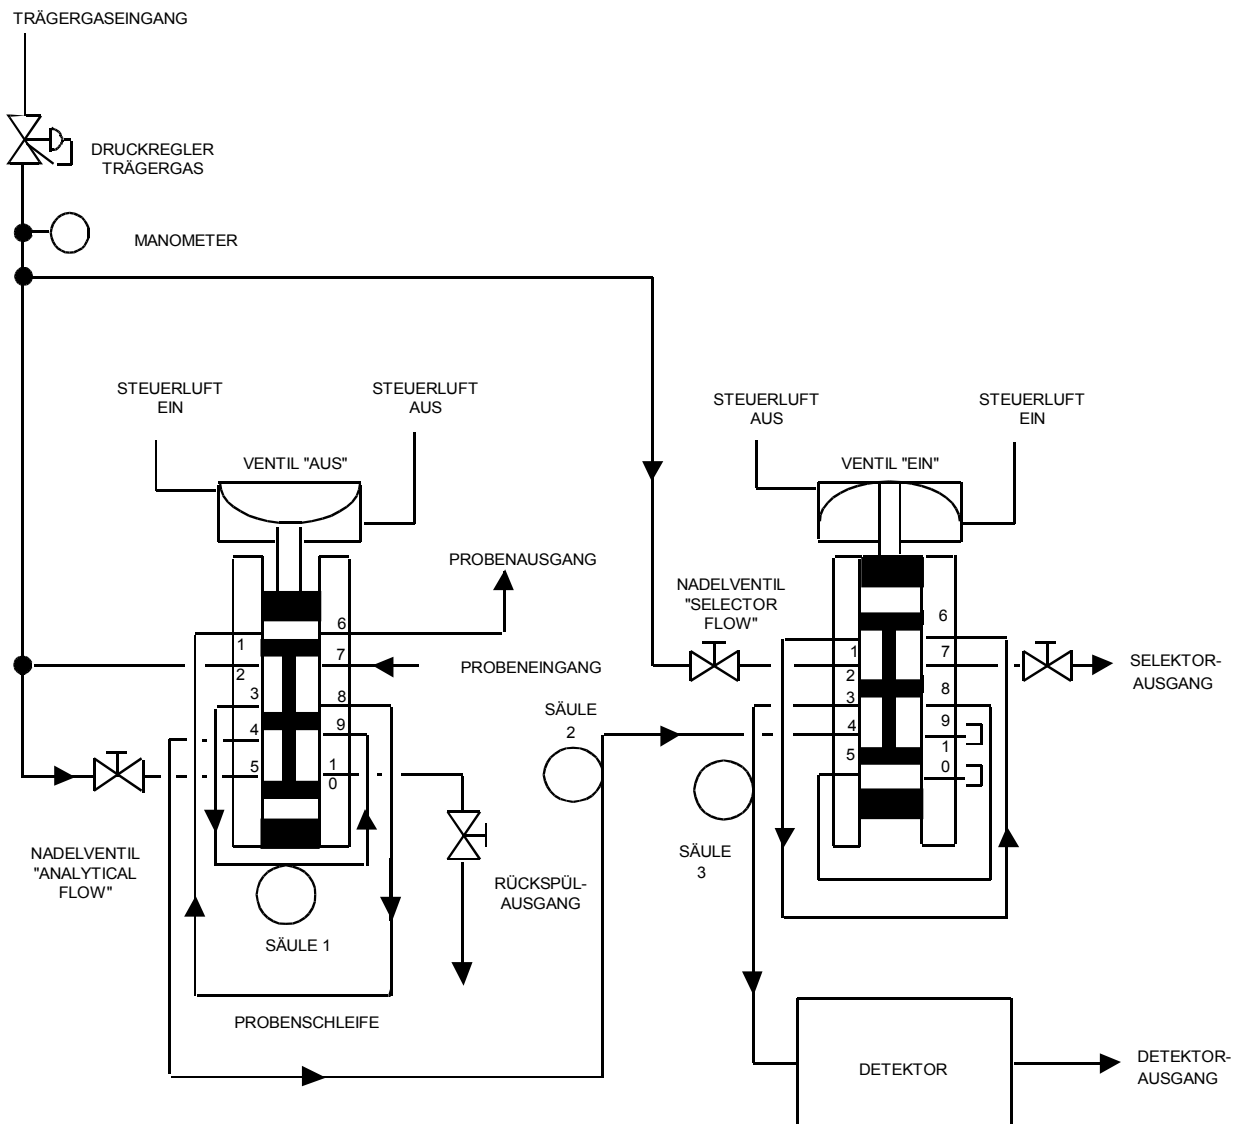 TRÄGERGASEINGANG
DRUCKREGLER
TRÄGERGAS
MANOMETER
STEUERLUFT
EIN
STEUERLUFT
AUS
STEUERLUFT
AUS
STEUERLUFT
EIN
VENTIL "AUS"
VENTIL "EIN"
PROBENAUSGANG
NADELVENTIL
"SELECTOR
FLOW"
PROBENEINGANG
SELEKTOR-
AUSGANG
1
2
3
4
5
6
7
8
9
1
0
1
2
3
4
5
6
7
8
9
1
0
SÄULE
2
SÄULE
3
NADELVENTIL
"ANALYTICAL
FLOW"
RÜCKSPÜL-
AUSGANG
SÄULE 1
PROBENSCHLEIFE
DETEKTOR
DETEKTOR-
AUSGANG